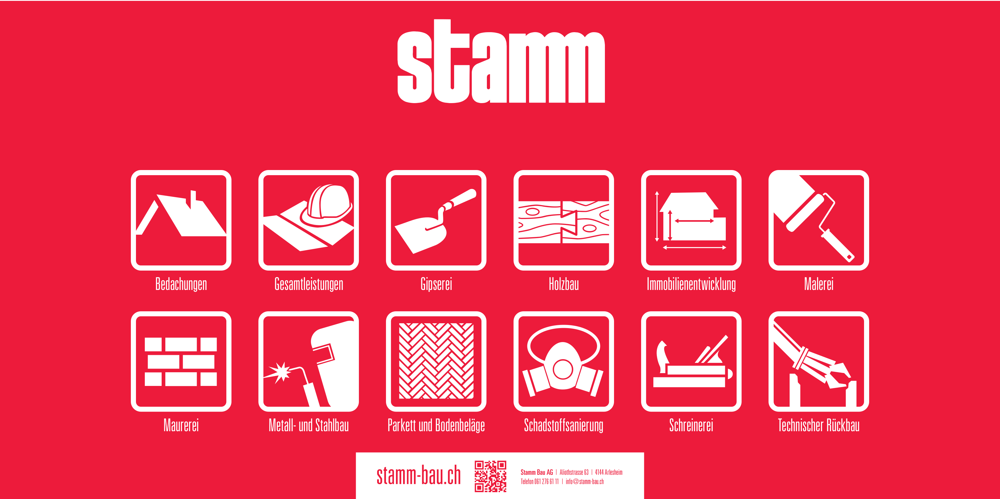 stamm
Bedachungen
Gesamtleistungen
Gipserei
Holzbau
Immobilienentwicklung
Malerei
Maurerei
Metall- und Stahlbau
Parkett und Bodenbeläge
Schadstoffsanierung
Schreinerei
Technischer Rückbau
stamm-bau.ch
Stamm Bau AG | Aliothstrasse 63 | 4144 Arlesheim
Telefon 061 276 61 11 | info@stamm-bau.ch